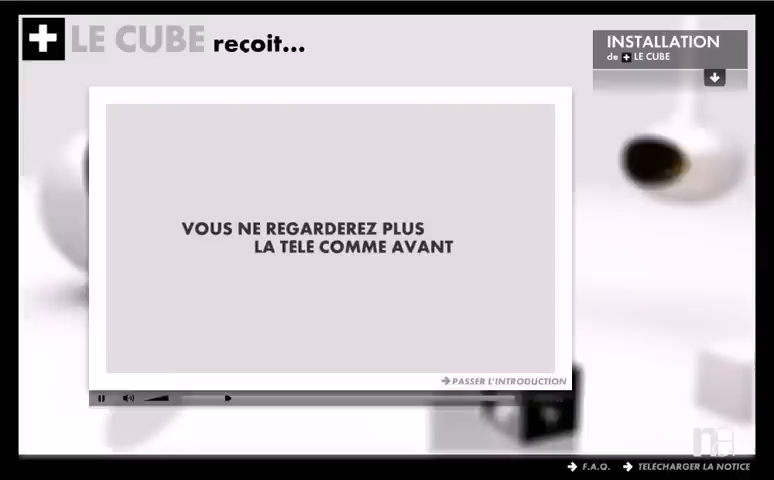 + LE CUBE recoit...
INSTALLATION
de + LE CUBE
VOUS NE REGARDEREZ PLUS
LA TELE COMME AVANT
PASSER L'INTRODUCTION
F.A.Q. TELECHARGER LA NOTICE